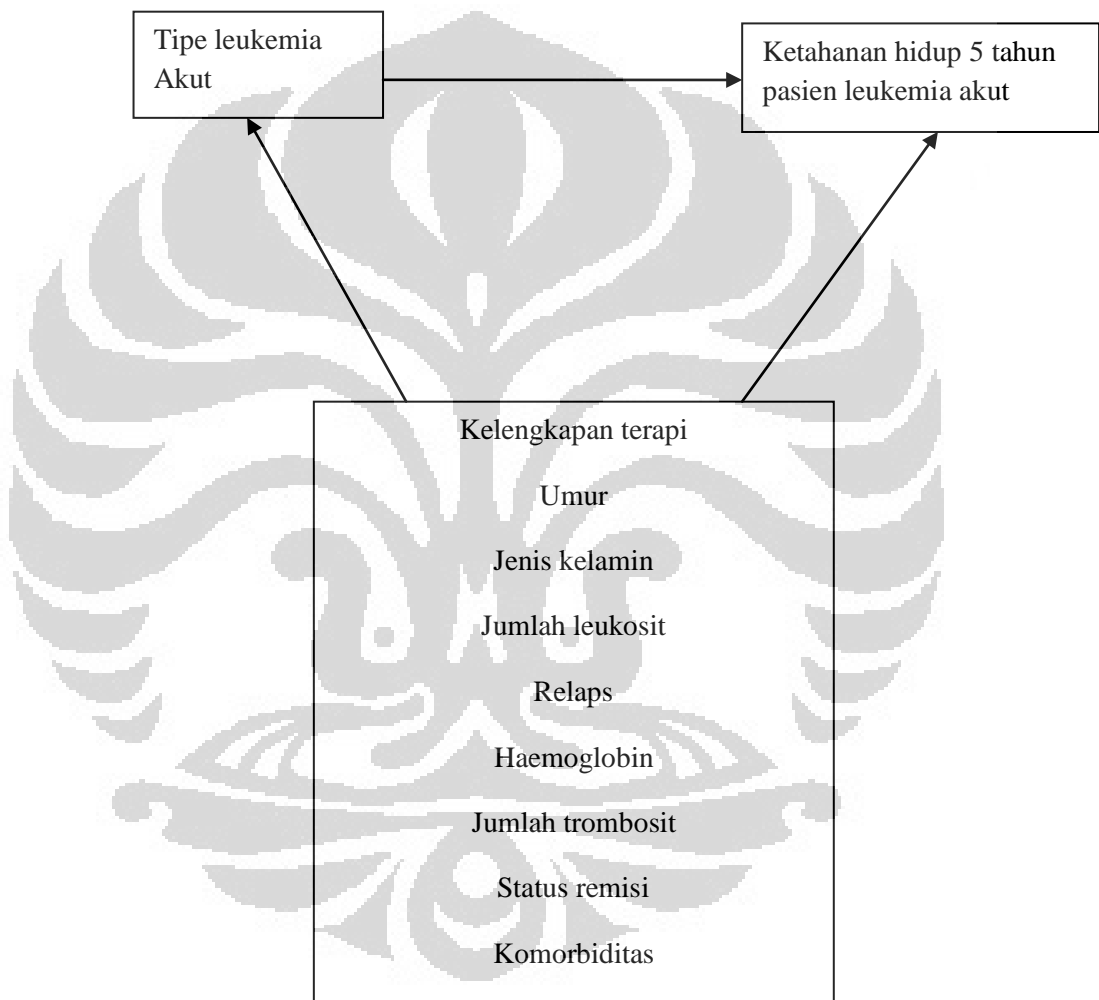 Tipe leukemia
Akut
Ketahanan hidup 5 tahun
pasien leukemia akut
Kelengkapan terapi
Umur
Jenis kelamin
Jumlah leukosit
Relaps
Haemoglobin
Jumlah trombosit
Status remisi
Komorbiditas